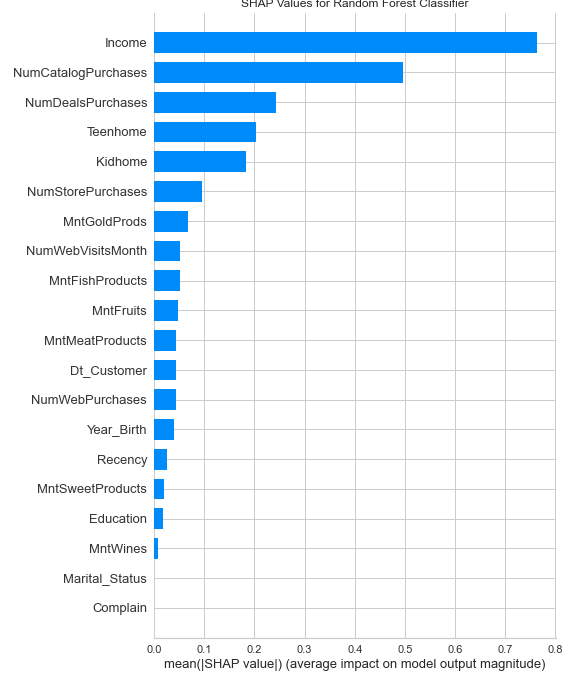 SHAP Values for Random Forest Classifier
Income
NumCatalogPurchases
NumDealsPurchases
Teenhome
Kidhome
NumStorePurchases
MntGoldProds
NumWebVisitsMonth
MntFishProducts
MntFruits
MntMeatProducts
Dt_Customer
NumWebPurchases
Year_Birth
Recency
MntSweetProducts
Education
MntWines
Marital_Status
Complain
0.0 0.1 0.2 0.3 0.4 0.5 0.6 0.7 0.8
mean(|SHAP value|) (average impact on model output magnitude)